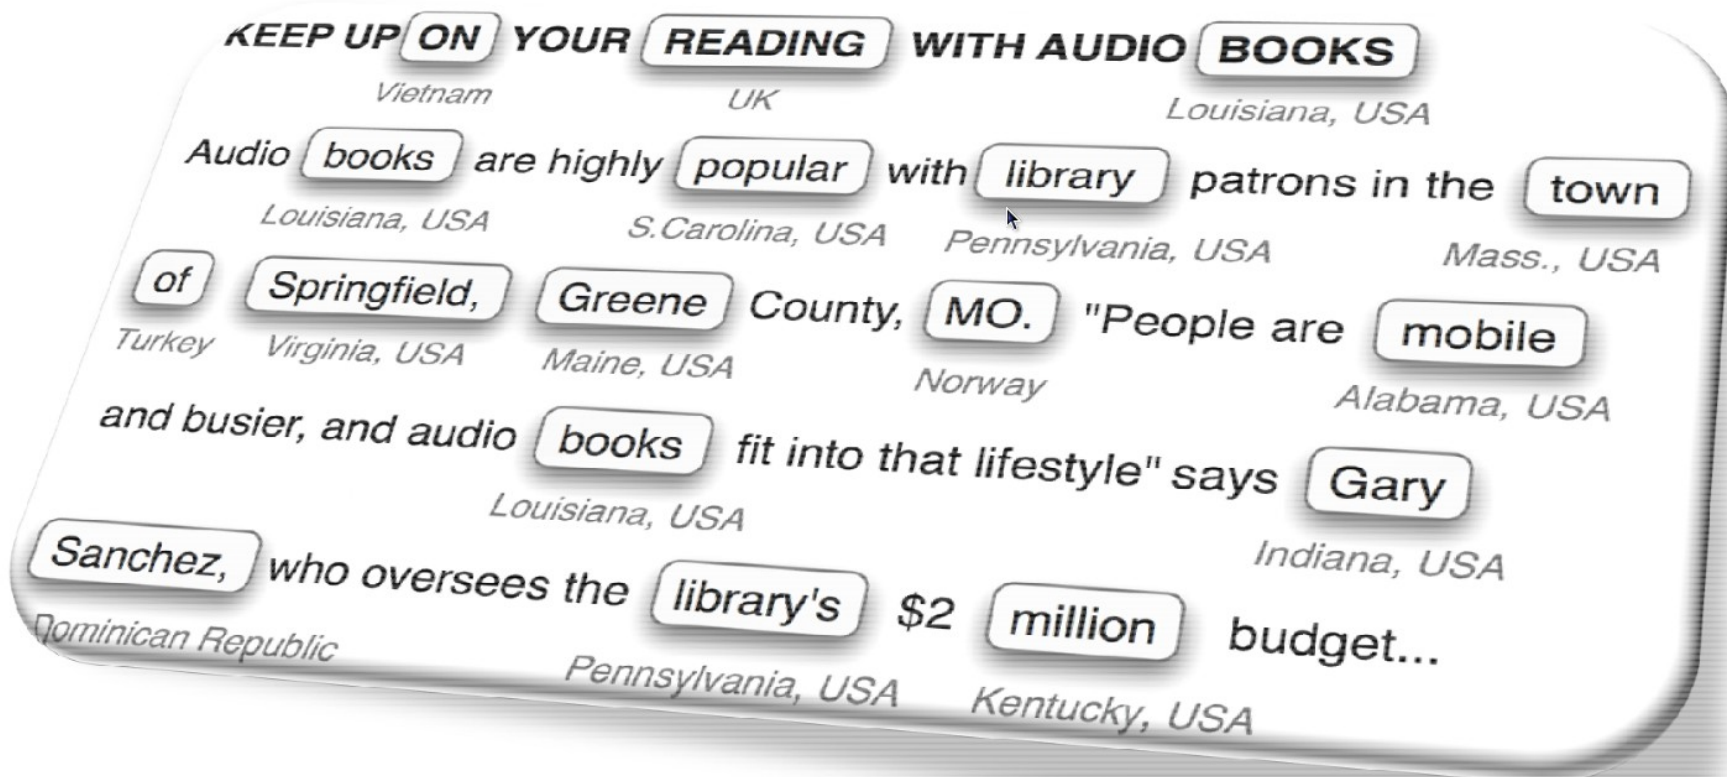 KEEP UP ON YOUR READING WITH AUDIO BOOKS
Vietnam UK Louisiana, USA
Audio books are highly popular with library patrons in the town
Louisiana, USA S.Carolina, USA Pennsylvania, USA Mass., USA
of Springfield, Greene County, MO. "People are mobile
Turkey Virginia, USA Maine, USA Norway Alabama, USA
and busier, and audio books fit into that lifestyle" says Gary
Louisiana, USA Indiana, USA
Sanchez, who oversees the library's $2 million budget...
Dominican Republic Pennsylvania, USA Kentucky, USA